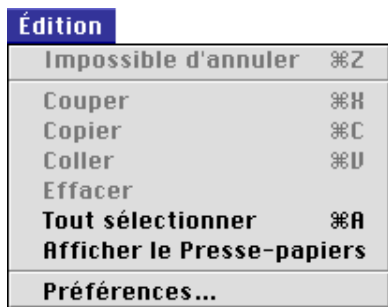 Édition
Impossible d'annuler ⌘Z
Couper ⌘X
Copier ⌘C
Coller ⌘V
Effacer
Tout sélectionner ⌘A
Afficher le Presse-papiers
Préférences...